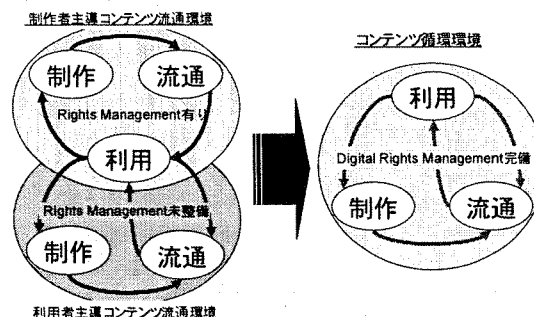 制作者主導コンテンツ流通環境
制作
流通
Rights Management有り
利用
Rights Management未整備
制作
流通
利用者主導コンテンツ流通環境
コンテンツ循環環境
利用
Digital Rights Management完備
制作
流通